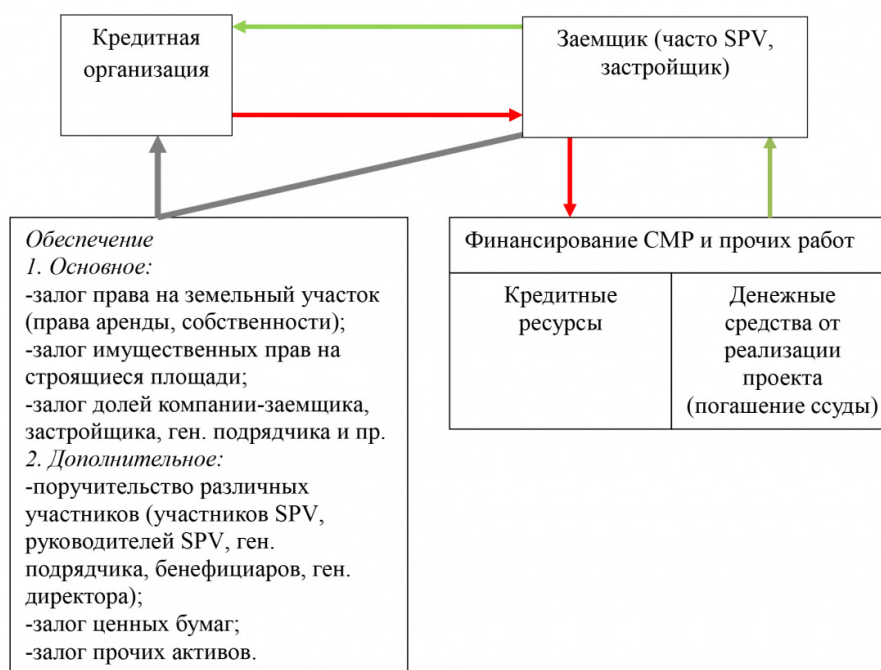 Кредитная
организация
Заемщик (часто SPV,
застройщик)
Обеспечение
1. Основное:
-залог права на земельный участок
(права аренды, собственности);
-залог имущественных прав на
строящиеся площади;
-залог долей компании-заемщика,
застройщика, ген. подрядчика и пр.
2. Дополнительное:
-поручительство различных
участников (участников SPV,
руководителей SPV, ген.
подрядчика, бенефициаров, ген.
директора);
-залог ценных бумаг;
-залог прочих активов.
Финансирование СМР и прочих работ
Кредитные
ресурсы
Денежные
средства от
реализации
проекта
(погашение ссуды)